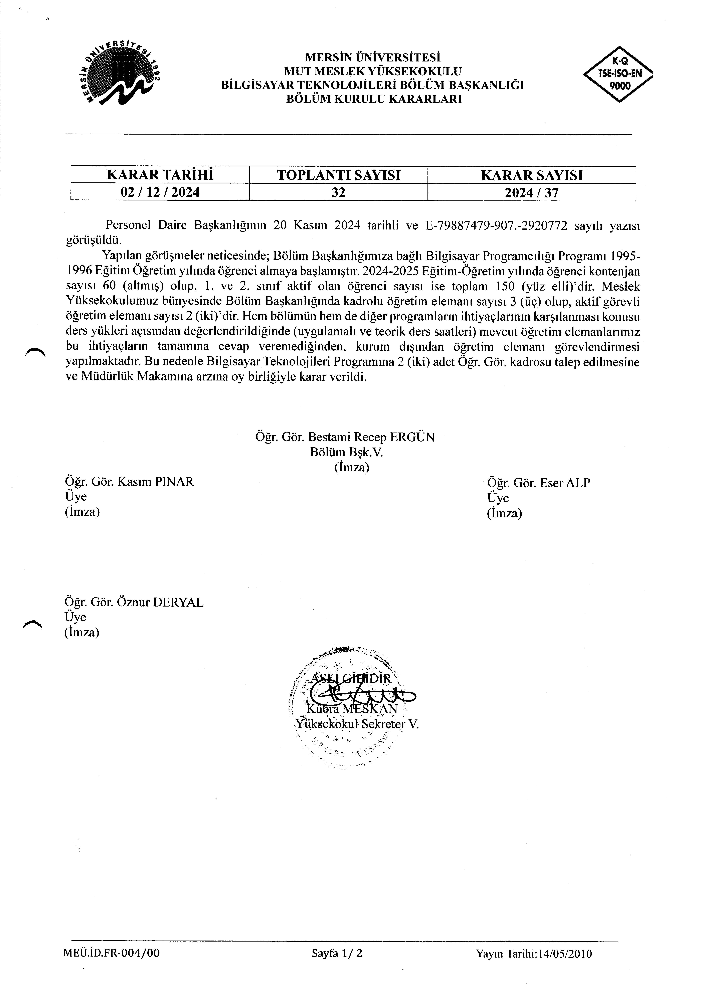 MERSİN ÜNİVERSİTESİ 1992
MERSİN ÜNİVERSİTESİ
MUT MESLEK YÜKSEKOKULU
BİLGİSAYAR TEKNOLOJİLERİ BÖLÜM BAŞKANLIĞI
BÖLÜM KURULU KARARLARI
K-Q
TSE-ISO-EN
9000
KARAR TARİHİ TOPLANTI SAYISI KARAR SAYISI
02 / 12 / 2024 32 2024 / 37
Personel Daire Başkanlığının 20 Kasım 2024 tarihli ve E-79887479-907.-2920772 sayılı yazısı
görüşüldü.
Yapılan görüşmeler neticesinde; Bölüm Başkanlığımıza bağlı Bilgisayar Programcılığı Programı 1995-
1996 Eğitim Öğretim yılında öğrenci almaya başlamıştır. 2024-2025 Eğitim-Öğretim yılında öğrenci kontenjan
sayısı 60 (altmış) olup, 1. ve 2. sınıf aktif olan öğrenci sayısı ise toplam 150 (yüz elli)’dir. Meslek
Yüksekokulumuz bünyesinde Bölüm Başkanlığında kadrolu öğretim elemanı sayısı 3 (üç) olup, aktif görevli
öğretim elemanı sayısı 2 (iki)’dir. Hem bölümün hem de diğer programların ihtiyaçlarının karşılanması konusu
ders yükleri açısından değerlendirildiğinde (uygulamalı ve teorik ders saatleri) mevcut öğretim elemanlarımız
bu ihtiyaçların tamamına cevap veremediğinden, kurum dışından öğretim elemanı görevlendirmesi
yapılmaktadır. Bu nedenle Bilgisayar Teknolojileri Programına 2 (iki) adet Öğr. Gör. kadrosu talep edilmesine
ve Müdürlük Makamına arzına oy birliğiyle karar verildi.
Öğr. Gör. Bestami Recep ERGÜN
Bölüm Bşk.V.
(İmza)
Öğr. Gör. Kasım PINAR
Üye
(İmza)
Öğr. Gör. Eser ALP
Üye
(İmza)
Öğr. Gör. Öznur DERYAL
Üye
(İmza)
ASLI GİBİDİR
Kübra MESKAN
Yüksekokul Sekreter V.
MEÜ.İD.FR-004/00 Sayfa 1/ 2 Yayın Tarihi:14/05/2010